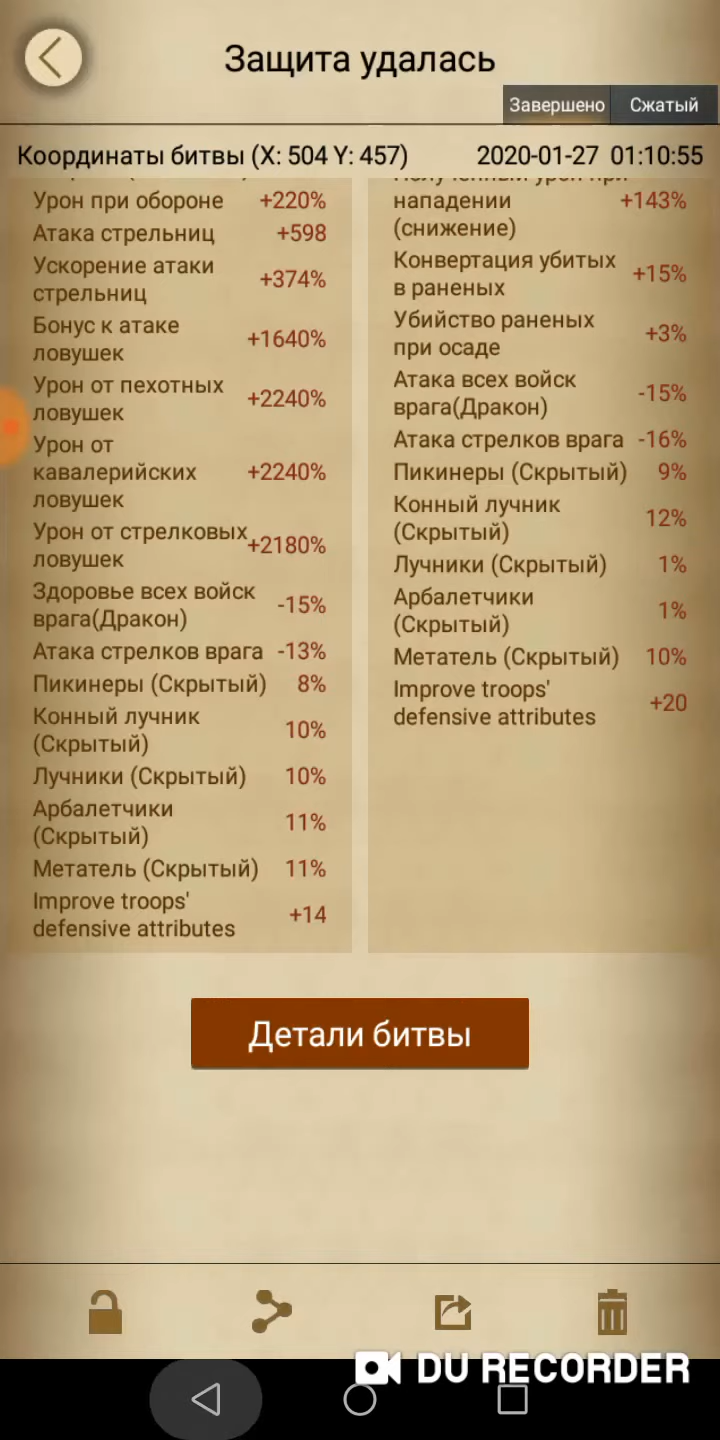 Защита удалась
Завершено Сжатый
Координаты битвы (X: 504 Y: 457) 2020-01-27 01:10:55
Урон при обороне +220%
Атака стрельниц +598
Ускорение атаки
стрельниц +374%
Бонус к атаке
ловушек +1640%
Урон от пехотных
ловушек +2240%
Урон от
кавалерийских +2240%
ловушек
Урон от стрелковых
ловушек +2180%
Здоровье всех войск
врага(Дракон) -15%
Атака стрелков врага -13%
Пикинеры (Скрытый) 8%
Конный лучник
(Скрытый) 10%
Лучники (Скрытый) 10%
Арбалетчики
(Скрытый) 11%
Метатель (Скрытый) 11%
Improve troops'
defensive attributes +14
Полученный урон при
нападении +143%
(снижение)
Конвертация убитых
в раненых +15%
Убийство раненых
при осаде +3%
Атака всех войск
врага(Дракон) -15%
Атака стрелков врага -16%
Пикинеры (Скрытый) 9%
Конный лучник
(Скрытый) 12%
Лучники (Скрытый) 1%
Арбалетчики
(Скрытый) 1%
Метатель (Скрытый) 10%
Improve troops'
defensive attributes +20
Детали битвы
DU RECORDER